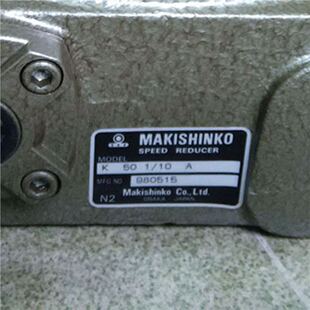 MAKISHINKO
SPEED REDUCER
MODEL K 50 1/10 A
MFG NO 980515
Makishinko Co., Ltd.
N2 OSAKA JAPAN